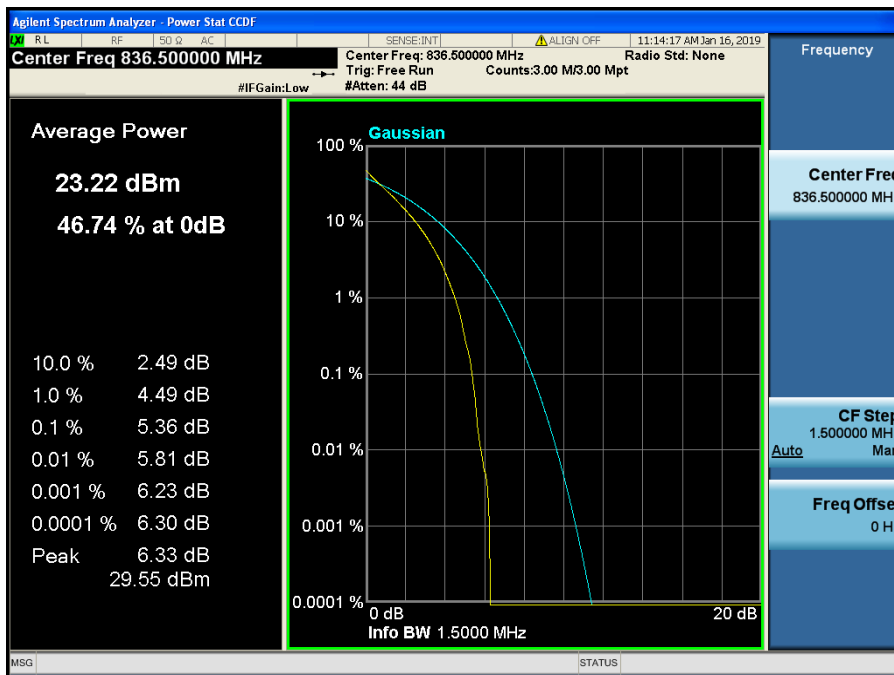 Agilent Spectrum Analyzer - Power Stat CCDF
LXI RL RF 50 Ω AC SENSE:INT ALIGN OFF 11:14:17 AM Jan 16, 2019
Center Freq 836.500000 MHz
Center Freq: 836.500000 MHz Radio Std: None
Trig: Free Run Counts:3.00 M/3.00 Mpt
#IFGain:Low #Atten: 44 dB
Frequency
Average Power
23.22 dBm
46.74 % at 0dB
10.0 % 2.49 dB
1.0 % 4.49 dB
0.1 % 5.36 dB
0.01 % 5.81 dB
0.001 % 6.23 dB
0.0001 % 6.30 dB
Peak 6.33 dB
29.55 dBm
Gaussian
100 %
10 %
1 %
0.1 %
0.01 %
0.001 %
0.0001 %
0 dB 20 dB
Info BW 1.5000 MHz
Center Freq
836.500000 MH
CF Step
1.500000 MH
Auto Man
Freq Offse
0 H
MSG STATUS